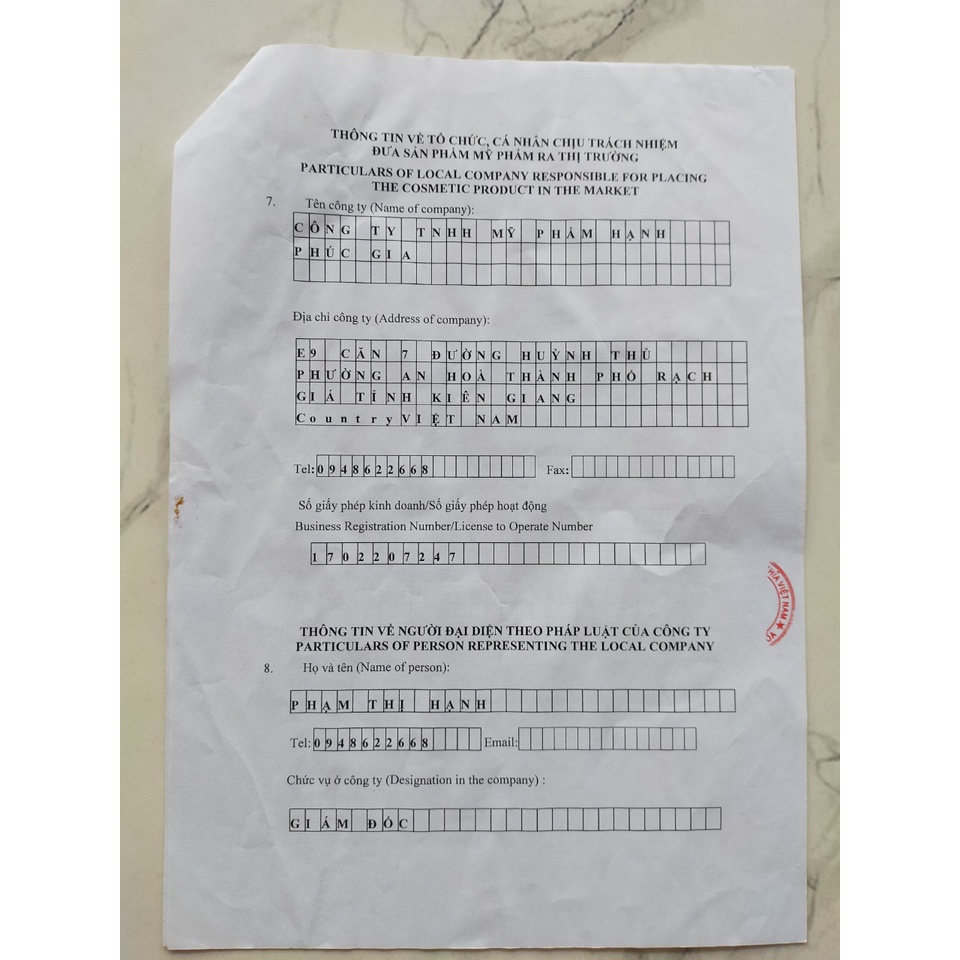 THÔNG TIN VỀ TỔ CHỨC, CÁ NHÂN CHỊU TRÁCH NHIỆM
ĐƯA SẢN PHẨM MỸ PHẨM RA THỊ TRƯỜNG
PARTICULARS OF LOCAL COMPANY RESPONSIBLE FOR PLACING
THE COSMETIC PRODUCT IN THE MARKET
7. Tên công ty (Name of company):
CÔNG TY TNHH MỸ PHẨM HẠNH
PHÚC GIA
Địa chỉ công ty (Address of company):
E9 CĂN 7 ĐƯỜNG HUỲNH THỦ
PHƯỜNG AN HOÀ THÀNH PHỐ RẠCH
GIÁ TỈNH KIÊN GIANG
Country VIỆT NAM
Tel: 0948622668 Fax:
Số giấy phép kinh doanh/Số giấy phép hoạt động
Business Registration Number/License to Operate Number
1702207247
THÔNG TIN VỀ NGƯỜI ĐẠI DIỆN THEO PHÁP LUẬT CỦA CÔNG TY
PARTICULARS OF PERSON REPRESENTING THE LOCAL COMPANY
8. Họ và tên (Name of person):
PHẠM THỊ HẠNH
Tel: 0948622668 Email:
Chức vụ ở công ty (Designation in the company) :
GIÁM ĐỐC
VIỆT NAM